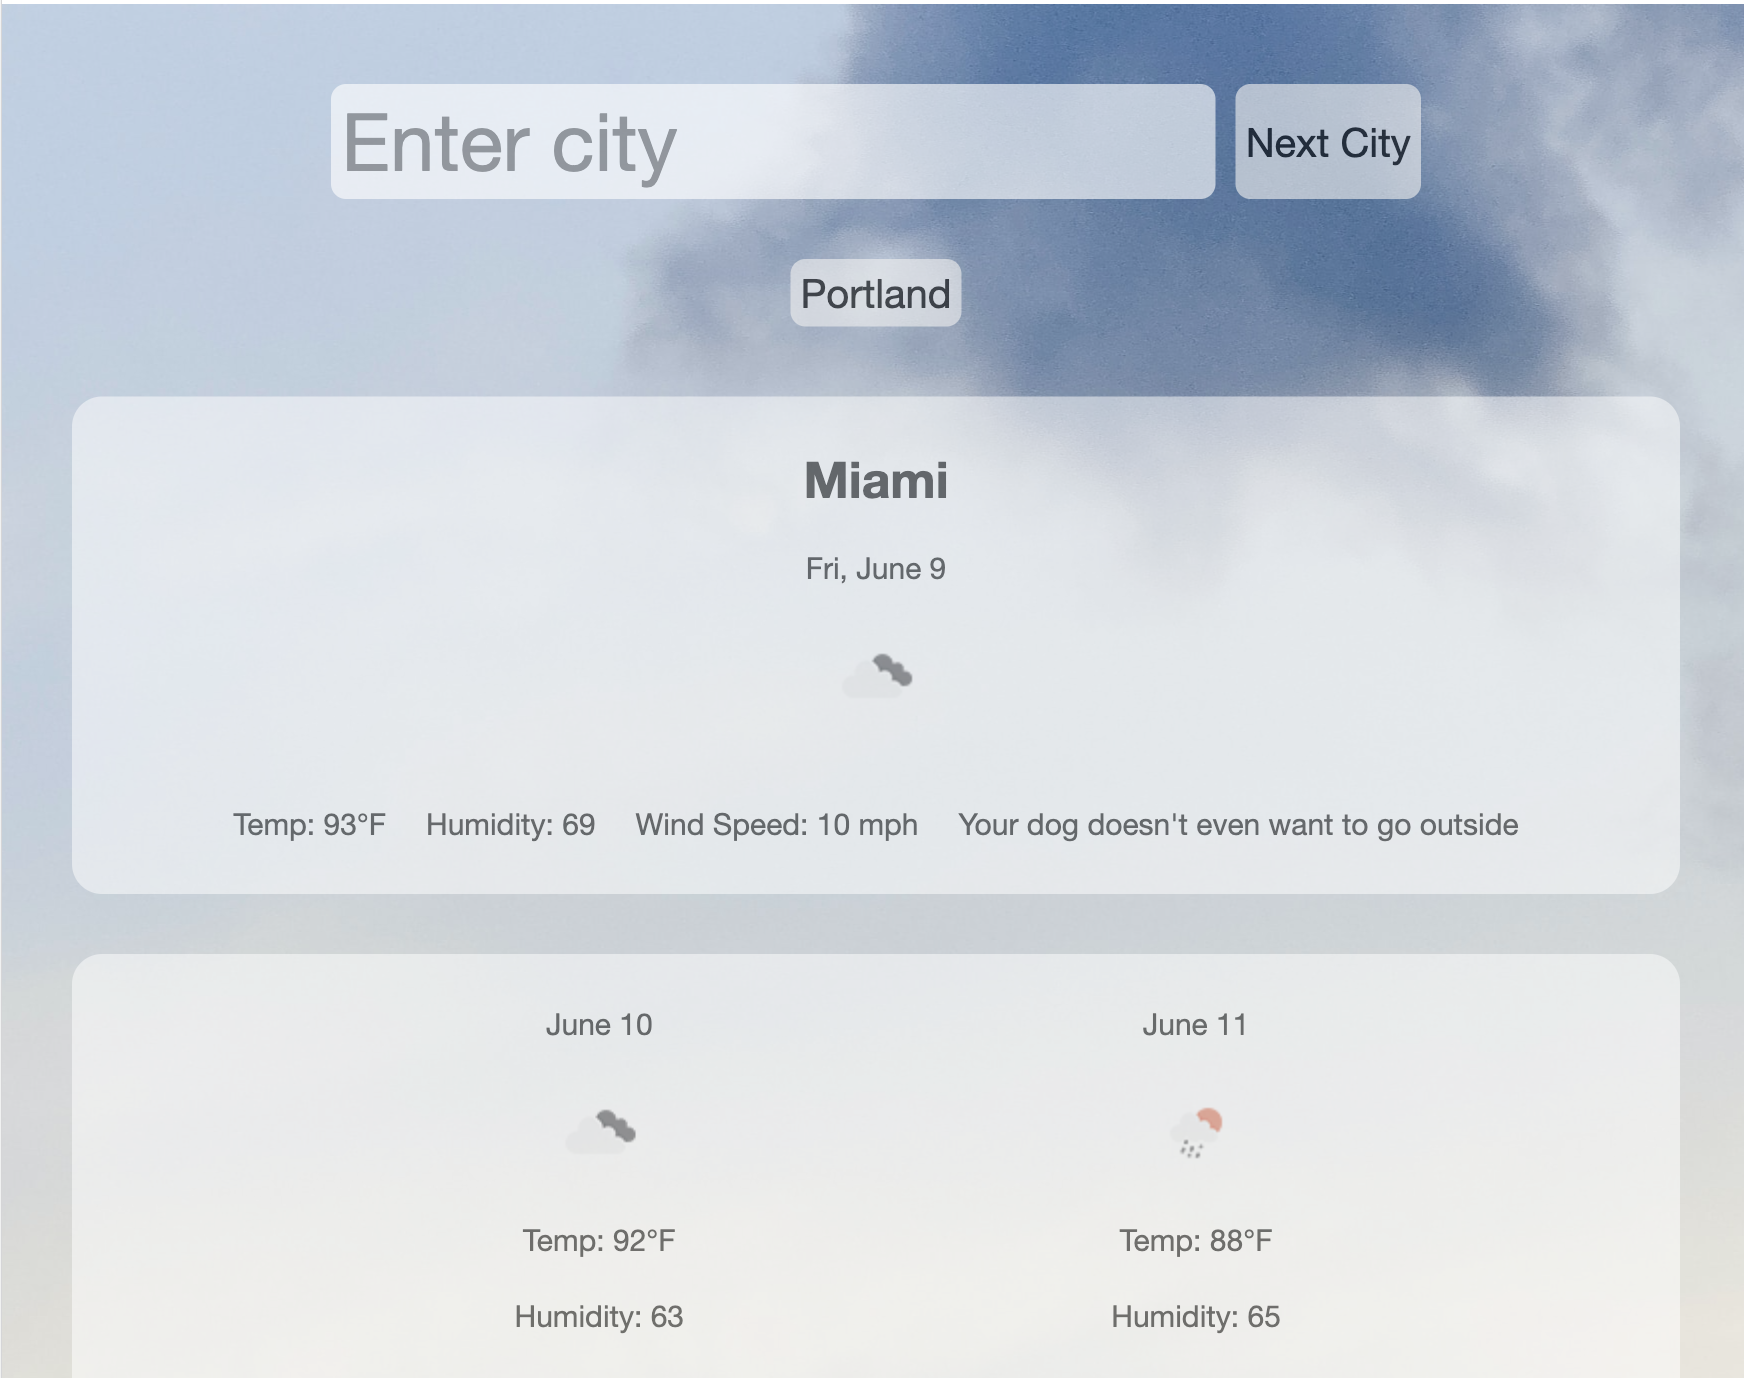 Enter city
Next City
Portland
Miami
Fri, June 9
Temp: 93°F Humidity: 69 Wind Speed: 10 mph Your dog doesn't even want to go outside
June 10 June 11
Temp: 92°F Temp: 88°F
Humidity: 63 Humidity: 65